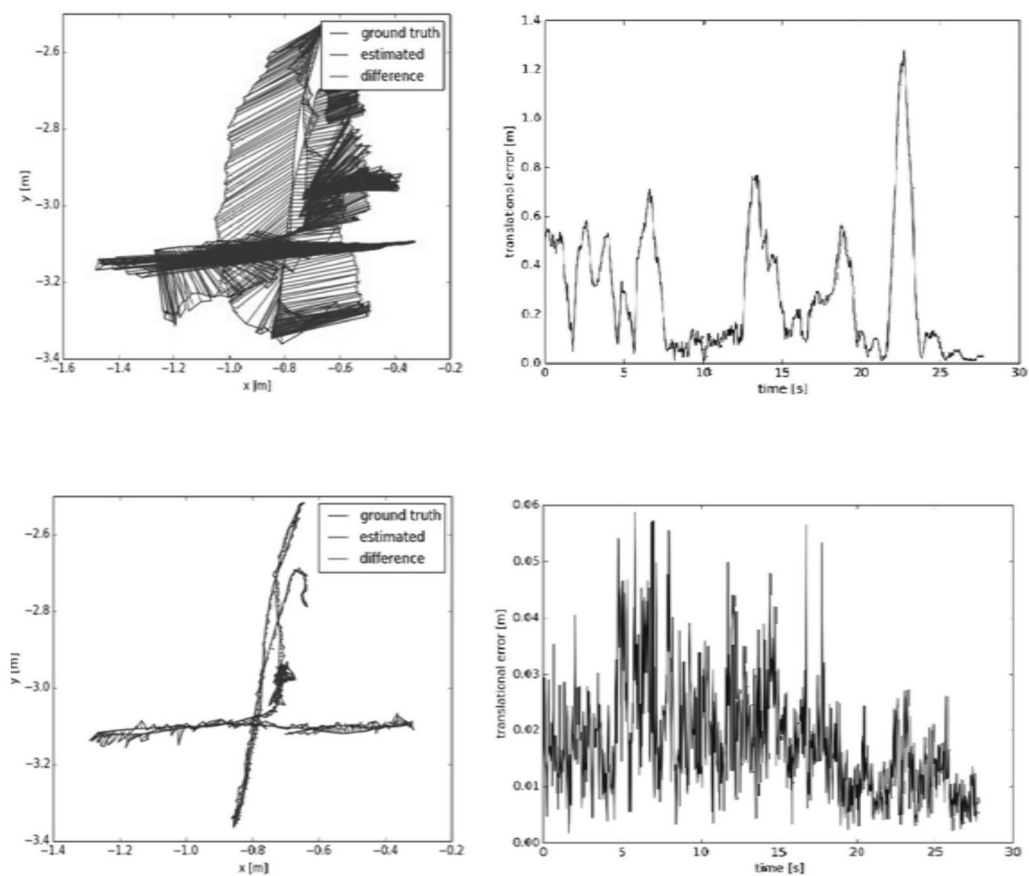 ground truth
estimated
difference
−2.6
−2.8
−3.0
−3.2
−3.4
y [m]
−1.6 −1.4 −1.2 −1.0 −0.8 −0.6 −0.4 −0.2
x [m]
1.4
1.2
1.0
0.8
0.6
0.4
0.2
0.0
translational error [m]
0 5 10 15 20 25 30
time [s]
ground truth
estimated
difference
−2.6
−2.8
−3.0
−3.2
−3.4
y [m]
−1.4 −1.2 −1.0 −0.8 −0.6 −0.4 −0.2
x [m]
0.06
0.05
0.04
0.03
0.02
0.01
0.00
translational error [m]
0 5 10 15 20 25 30
time [s]